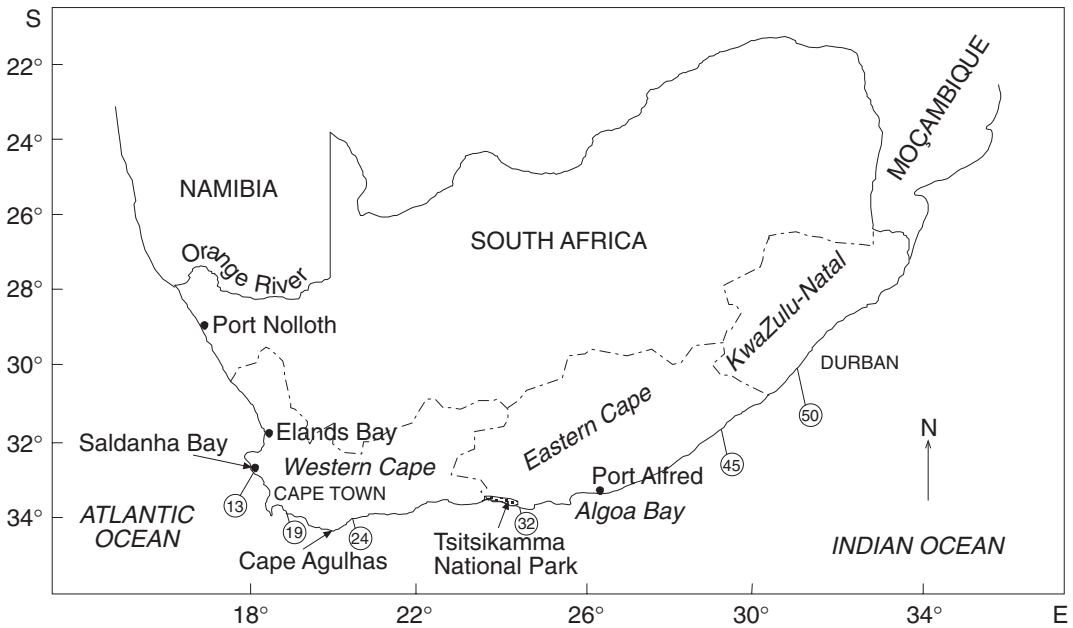 S
22°
24°
26°
28°
30°
32°
34°
MOÇAMBIQUE
NAMIBIA
SOUTH AFRICA
Orange River
KwaZulu-Natal
Port Nolloth
DURBAN
50
Eastern Cape
Elands Bay
Saldanha Bay
Western Cape
45
N
Port Alfred
13
CAPE TOWN
Algoa Bay
ATLANTIC
OCEAN
19
24
32
Cape Agulhas
Tsitsikamma
National Park
INDIAN OCEAN
18°
22°
26°
30°
34°
E